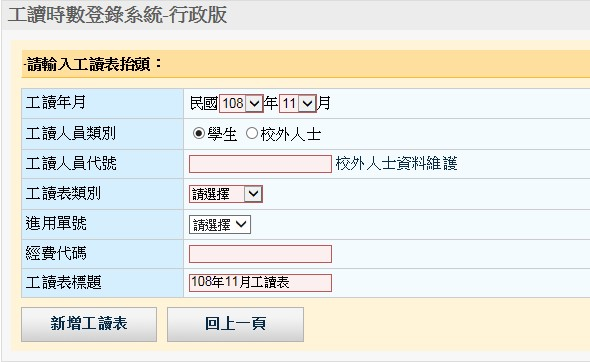 工讀時數登錄系統-行政版
·請輸入工讀表抬頭：
工讀年月 民國 108 年 11 月
工讀人員類別 學生 校外人士
工讀人員代號 校外人士資料維護
工讀表類別 請選擇
進用單號 請選擇
經費代碼
工讀表標題 108年11月工讀表
新增工讀表 回上一頁